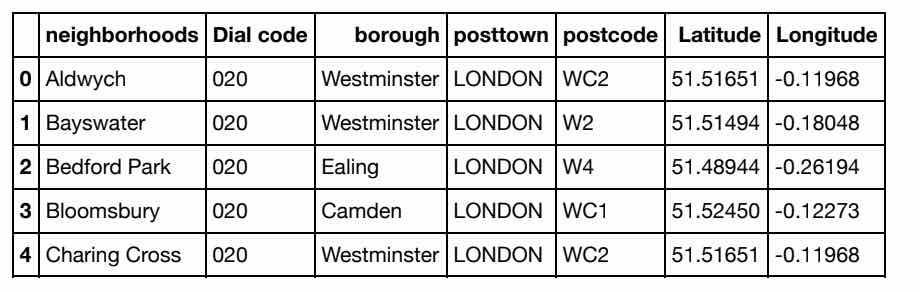 neighborhoods Dial code borough posttown postcode Latitude Longitude
0 Aldwych 020 Westminster LONDON WC2 51.51651 -0.11968
1 Bayswater 020 Westminster LONDON W2 51.51494 -0.18048
2 Bedford Park 020 Ealing LONDON W4 51.48944 -0.26194
3 Bloomsbury 020 Camden LONDON WC1 51.52450 -0.12273
4 Charing Cross 020 Westminster LONDON WC2 51.51651 -0.11968